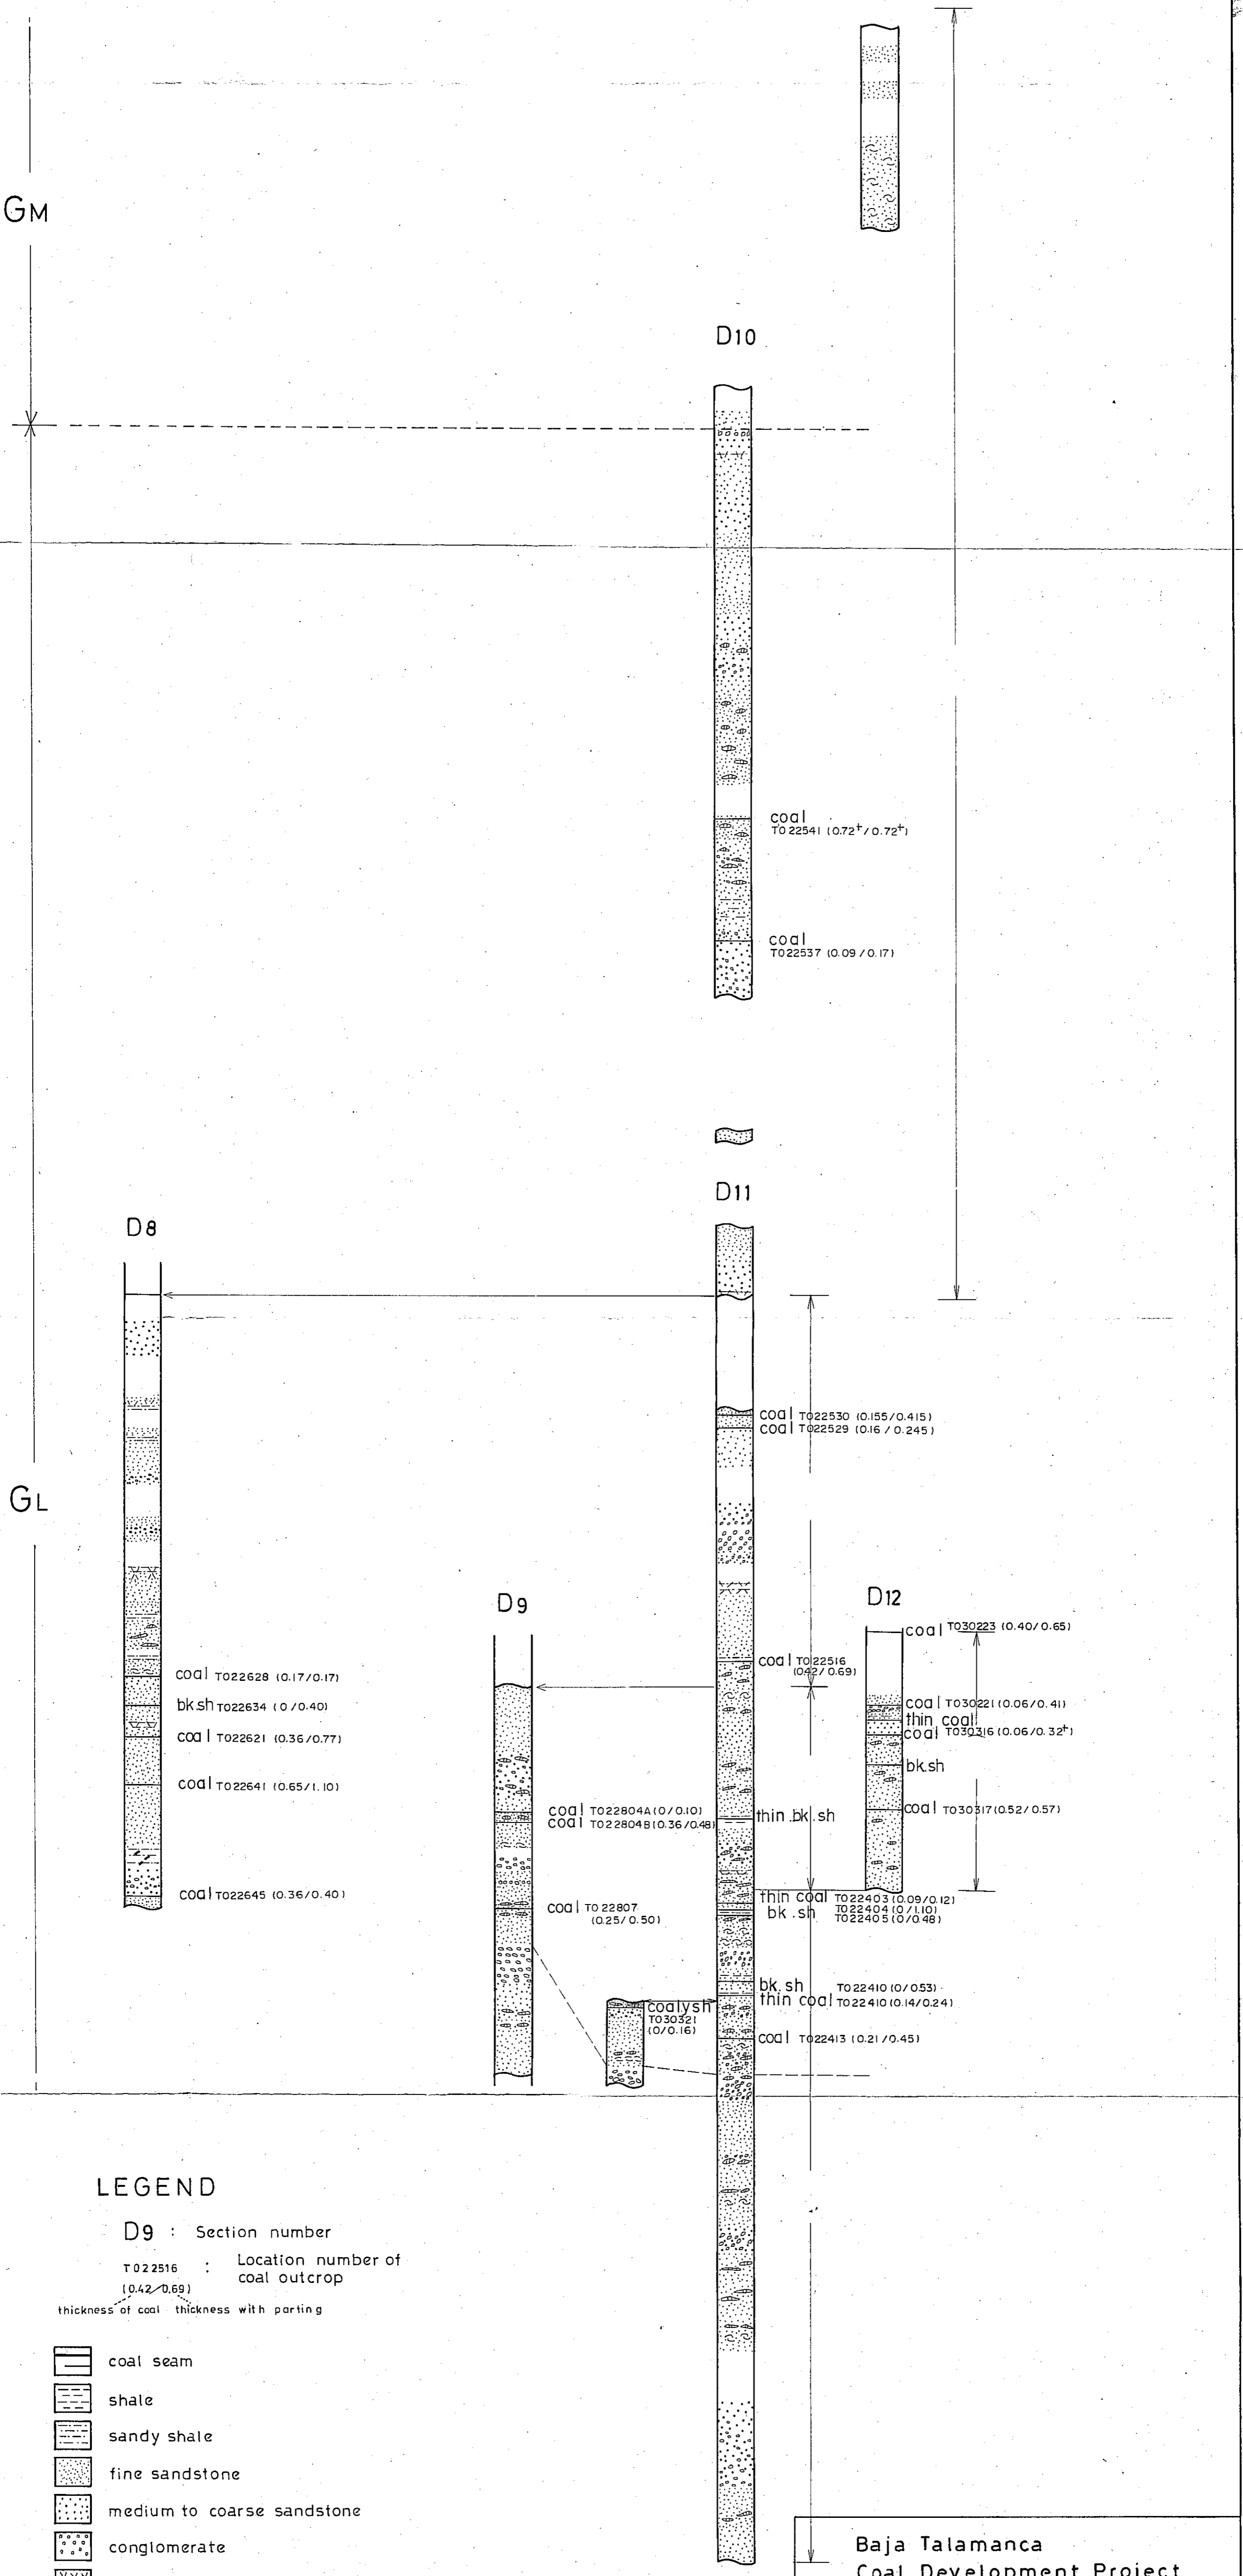 GM
D10
coal
T022541 (0.72+/0.72+)
coal
T022537 (0.09/0.17)
D11
D8
coal T022530 (0.155/0.415)
coal T022529 (0.16/0.245)
GL
D9
D12
coal T030223 (0.40/0.65)
coal T022516
(0.42/0.69)
coal T022628 (0.17/0.17)
bk.sh T022634 (0/0.40)
coal T022621 (0.36/0.77)
coal T022641 (0.65/1.10)
coal T022645 (0.36/0.40)
coal T030221 (0.06/0.41)
thin coal
coal T030316 (0.06/0.32+)
bk.sh
coal T030317 (0.52/0.57)
coal T022804A (0/0.10)
coal T022804B (0.36/0.48)
thin.bk.sh
coal T022807
(0.25/0.50)
thin coal T022403 (0.09/0.12)
bk.sh T022404 (0/1.10)
T022405 (0/0.48)
bk.sh T022410 (0/0.53)
thin coal T022410 (0.14/0.24)
coalysh
T030321
(0/0.16)
coal T022413 (0.21/0.45)
LEGEND
D9 : Section number
T022516 : Location number of
coal outcrop
(0.42/0.69)
thickness of coal thickness with parting
coal seam
shale
sandy shale
fine sandstone
medium to coarse sandstone
conglomerate
Baja Talamanca
Coal Development Project